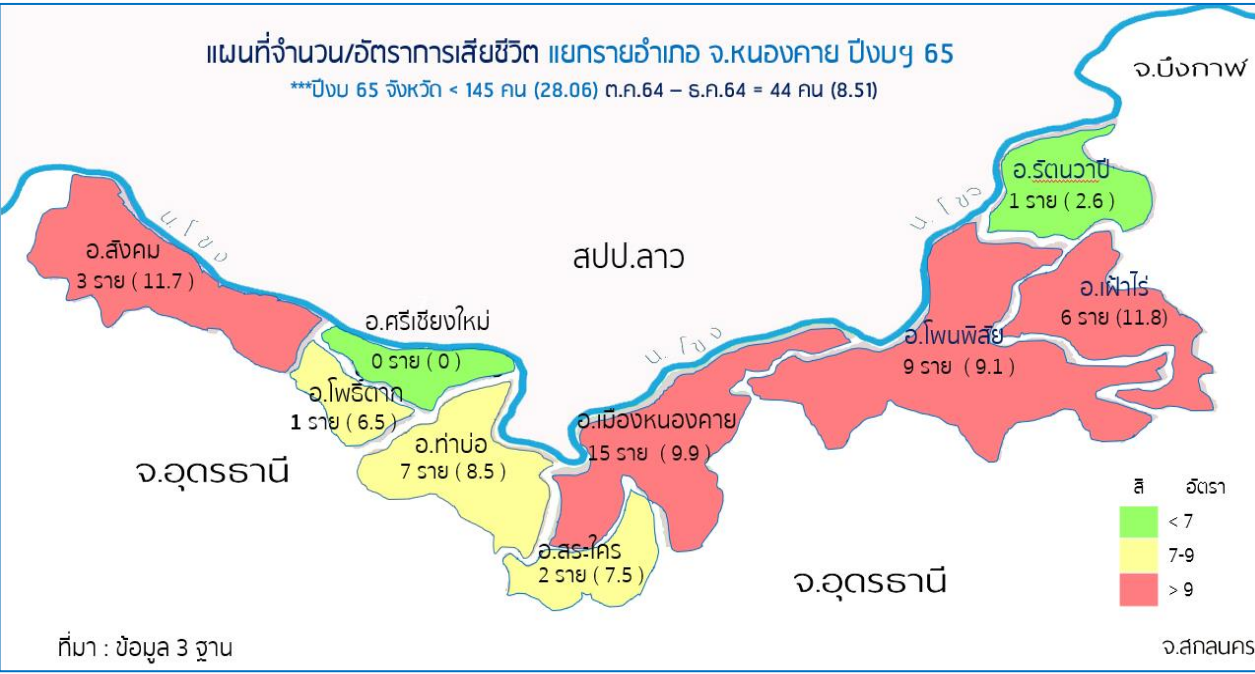 แผนที่จำนวน/อัตราการเสียชีวิต แยกรายอำเภอ จ.หนองคาย ปีงบฯ 65
***ปีงบ 65 จังหวัด < 145 คน (28.06) ต.ค.64 – ธ.ค.64 = 44 คน (8.51)
จ.บึงกาฬ
อ.รัตนวาปี
1 ราย ( 2.6 )
น. โขง
น. โขง
สปป.ลาว
อ.สังคม
3 ราย ( 11.7 )
อ.เฝ้าไร่
6 ราย (11.8)
อ.ศรีเชียงใหม่
0 ราย ( 0 )
น. โขง
อ.โพนพิสัย
9 ราย ( 9.1 )
อ.โพธิ์ตาก
1 ราย ( 6.5 )
อ.เมืองหนองคาย
15 ราย ( 9.9 )
อ.ท่าบ่อ
7 ราย ( 8.5 )
จ.อุดรธานี
สี อัตรา
< 7
7-9
> 9
อ.สระใคร
2 ราย ( 7.5 )
จ.อุดรธานี
ที่มา : ข้อมูล 3 ฐาน
จ.สกลนคร